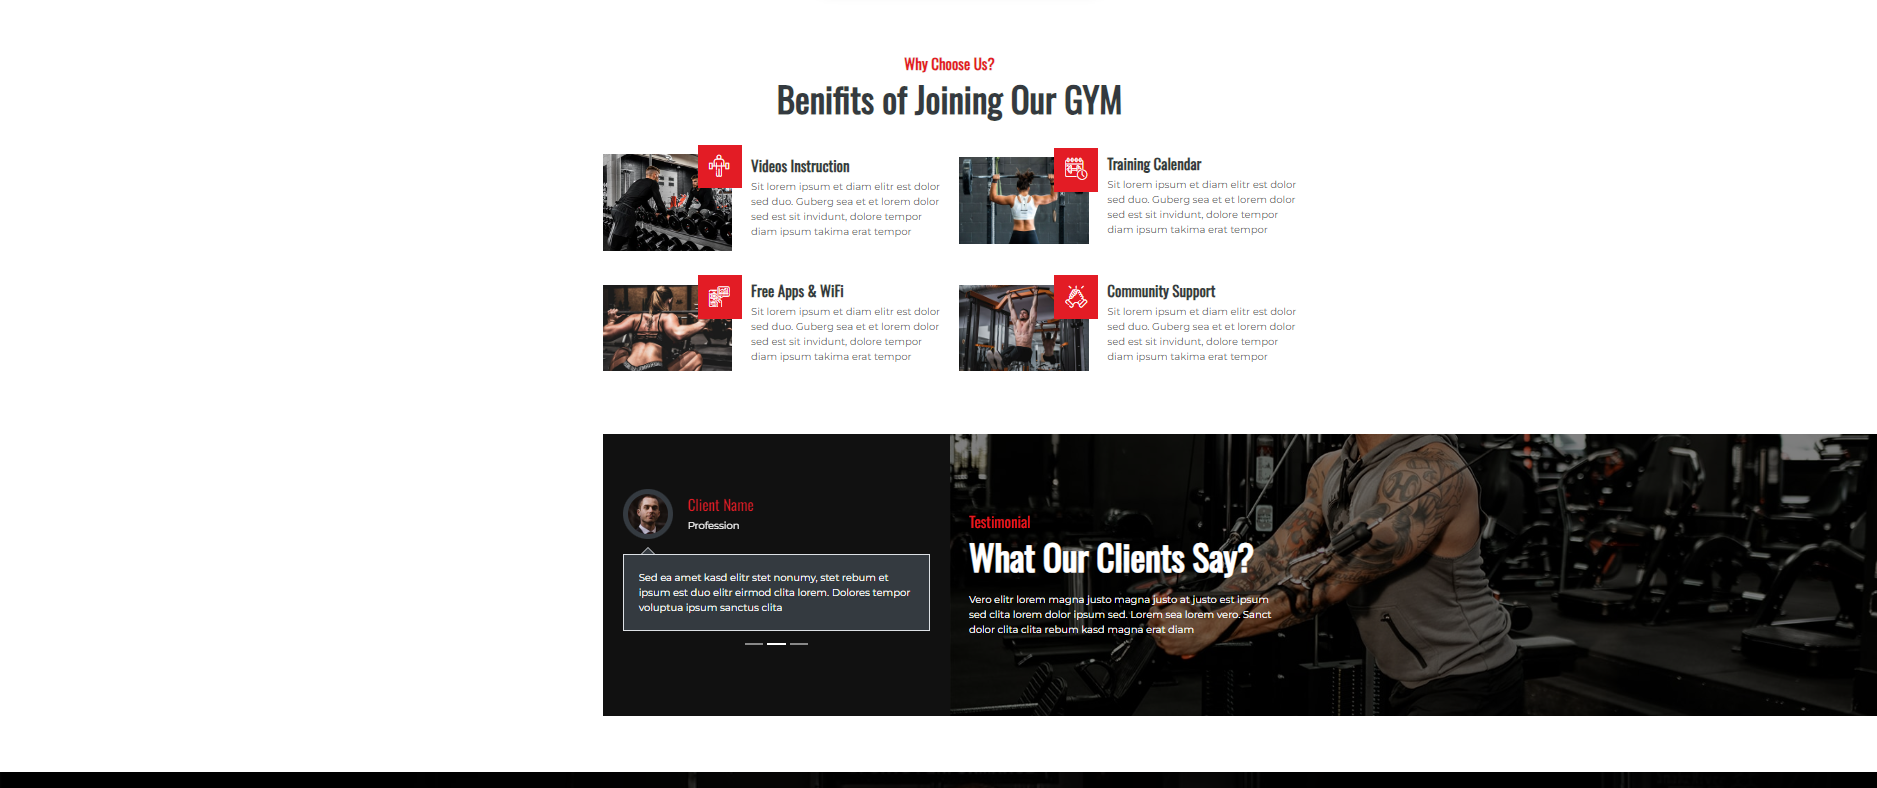 Why Choose Us?
Benifits of Joining Our GYM
Videos Instruction
Sit lorem ipsum et diam elitr est dolor
sed duo. Guberg sea et et lorem dolor
sed est sit invidunt, dolore tempor
diam ipsum takima erat tempor
Training Calendar
Sit lorem ipsum et diam elitr est dolor
sed duo. Guberg sea et et lorem dolor
sed est sit invidunt, dolore tempor
diam ipsum takima erat tempor
Free Apps & WiFi
Sit lorem ipsum et diam elitr est dolor
sed duo. Guberg sea et et lorem dolor
sed est sit invidunt, dolore tempor
diam ipsum takima erat tempor
Community Support
Sit lorem ipsum et diam elitr est dolor
sed duo. Guberg sea et et lorem dolor
sed est sit invidunt, dolore tempor
diam ipsum takima erat tempor
Client Name
Profession
Sed ea amet kasd elitr stet nonumy, stet rebum et
ipsum est duo elitr eirmod clita lorem. Dolores tempor
voluptua ipsum sanctus clita
Testimonial
What Our Clients Say?
Vero elitr lorem magna justo magna justo at justo est ipsum
sed clita lorem dolor ipsum sed. Lorem sea lorem vero. Sanct
dolor clita clita rebum kasd magna erat diam